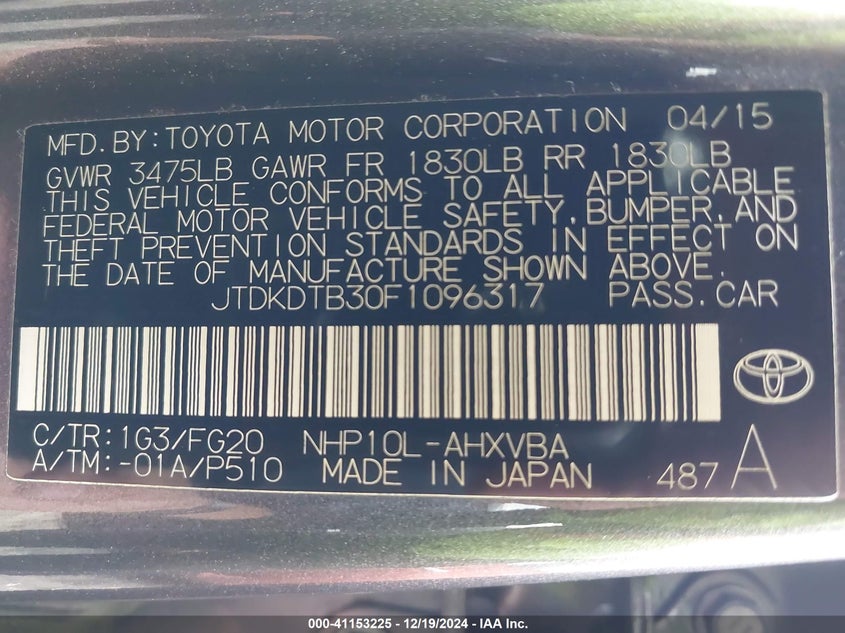 MFD. BY: TOYOTA MOTOR CORPORATION 04/15
GVWR 3475LB GAWR FR 1830LB RR 1830LB
THIS VEHICLE CONFORMS TO ALL APPLICABLE
FEDERAL MOTOR VEHICLE SAFETY, BUMPER, AND
THEFT PREVENTION STANDARDS IN EFFECT ON
THE DATE OF MANUFACTURE SHOWN ABOVE.
JTDKDTB30F1096317 PASS. CAR
C/TR: 1G3/FG20 NHP10L-AHXVBA
A/TM: -01A/P510 MADE IN JAPAN 487 A
000-41153225 - 12/19/2024 - IAA Inc.